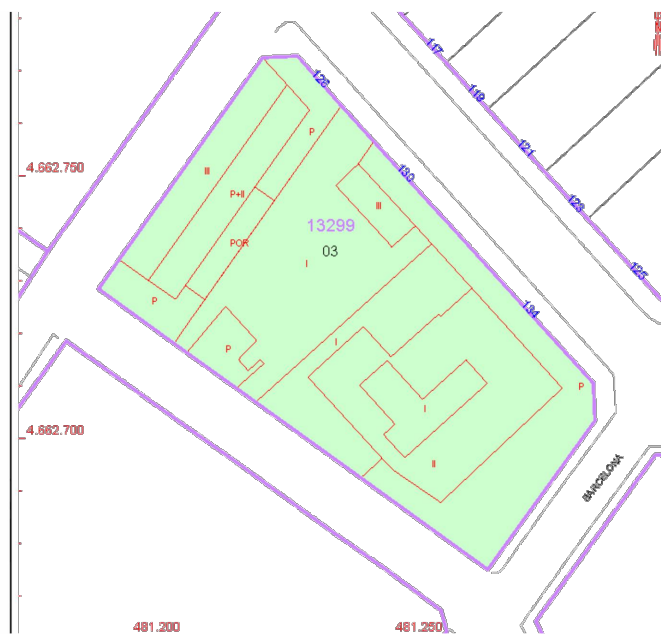 117
119
121
123
125
128
130
134
P
III
P+II
POR
P
III
13299
03
I
4.662.750
P
P
I
I
II
P
4.662.700
BARCELONA
481.200
481.250